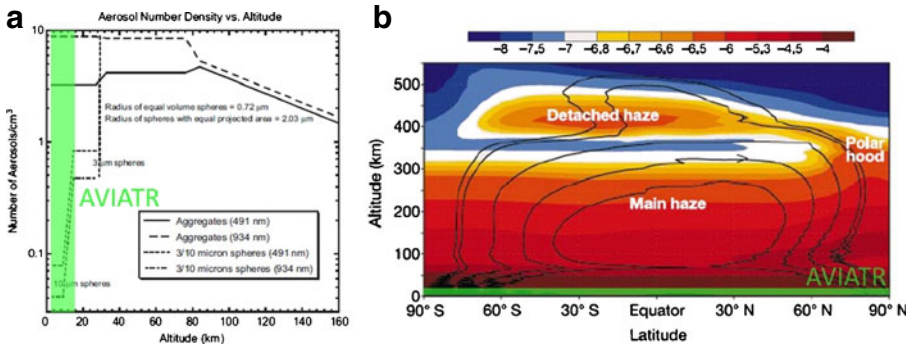 a
Aerosol Number Density vs. Altitude
10
1
0.1
Number of Aerosols/cm³
Radius of equal volume spheres = 0.72 µm
Radius of spheres with equal projected area = 2.03 µm
3 µm spheres
AVIATR
Aggregates (491 nm)
Aggregates (934 nm)
3/10 micron spheres (491 nm)
3/10 microns spheres (934 nm)
10 µm spheres
0 20 40 60 80 100 120 140 160
Altitude (km)
b
−8 −7.5 −7 −6.8 −6.7 −6.6 −6 −5.3 −4.5 −4
500
400
300
200
100
0
Altitude (km)
Detached haze
Polar
hood
Main haze
AVIATR
90° S 60° S 30° S Equator 30° N 60° N 90° N
Latitude